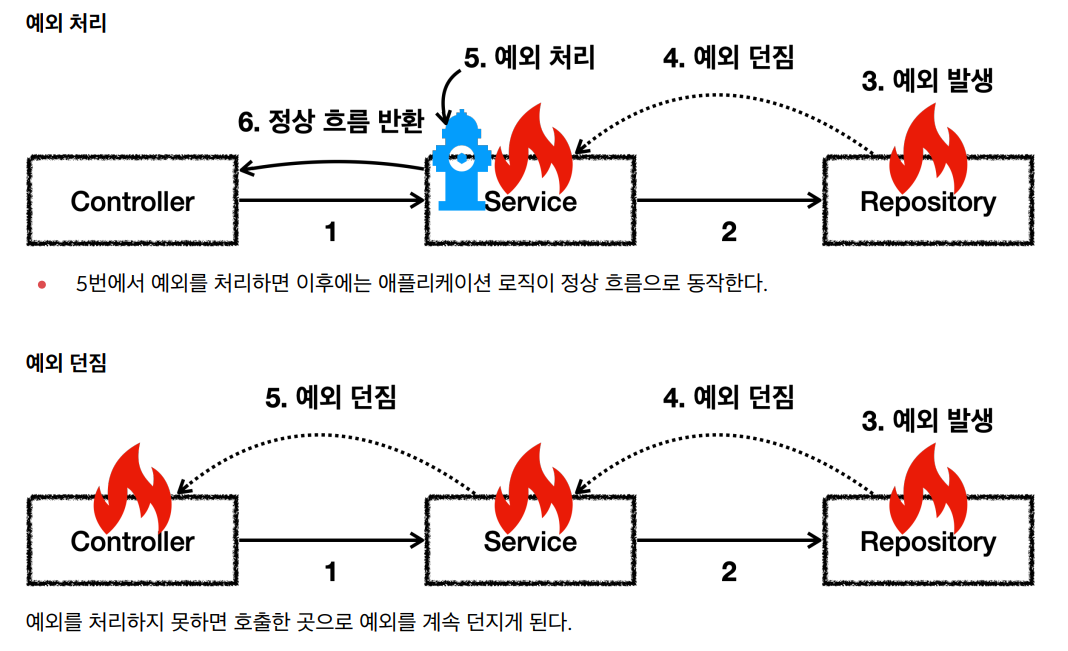 예외 처리
5. 예외 처리
4. 예외 던짐
3. 예외 발생
6. 정상 흐름 반환
Controller
Service
Repository
1
2
5번에서 예외를 처리하면 이후에는 애플리케이션 로직이 정상 흐름으로 동작한다.
예외 던짐
5. 예외 던짐
4. 예외 던짐
3. 예외 발생
Controller
Service
Repository
1
2
예외를 처리하지 못하면 호출한 곳으로 예외를 계속 던지게 된다.